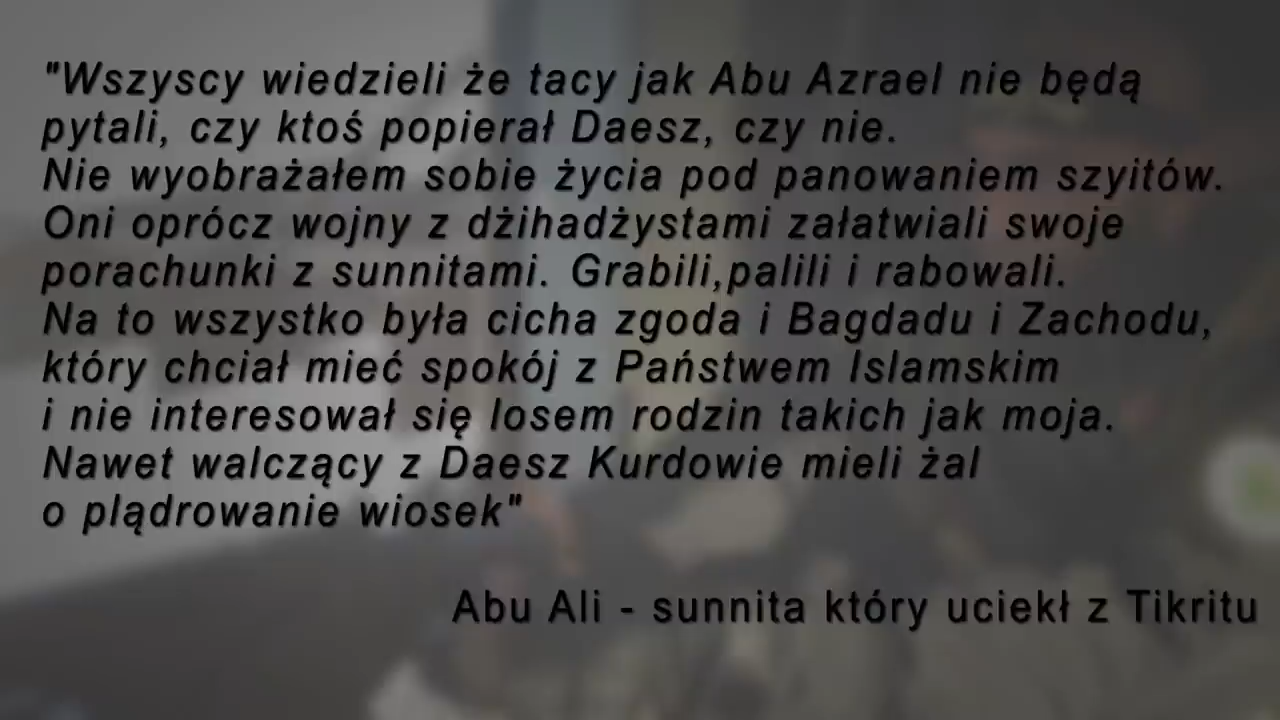 "Wszyscy wiedzieli że tacy jak Abu Azrael nie będą
pytali, czy ktoś popierał Daesz, czy nie.
Nie wyobrażałem sobie życia pod panowaniem szyitów.
Oni oprócz wojny z dżihadżystami załatwiali swoje
porachunki z sunnitami. Grabili,palili i rabowali.
Na to wszystko była cicha zgoda i Bagdadu i Zachodu,
który chciał mieć spokój z Państwem Islamskim
i nie interesował się losem rodzin takich jak moja.
Nawet walczący z Daesz Kurdowie mieli żal
o plądrowanie wiosek"
Abu Ali - sunnita który uciekł z Tikritu